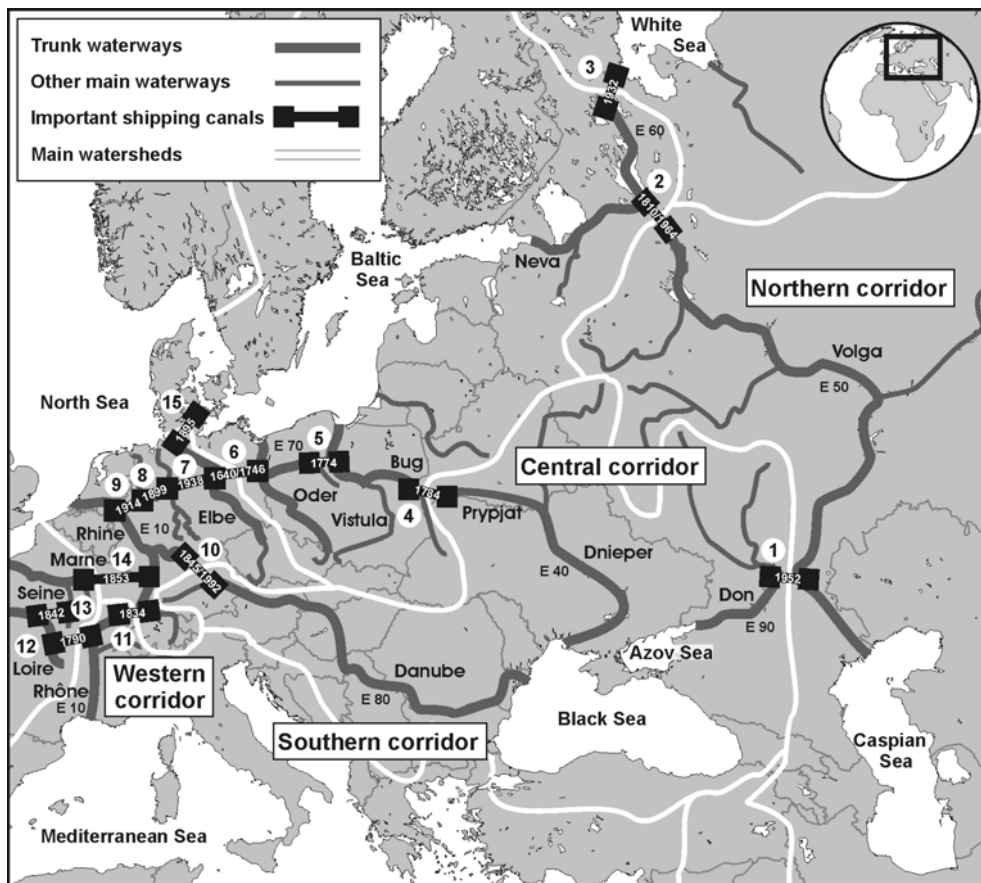 Trunk waterways
Other main waterways
Important shipping canals
Main watersheds
White
Sea
3
1932
E 60
2
1810/1964
Neva
Baltic
Sea
Northern corridor
Volga
E 50
North Sea
15
1895
E 70
5
1774
6
1640/1746
7
1938
8
1899
9
1914
Bug
1784
4
Prypjat
Central corridor
Oder
Vistula
Elbe
Rhine
E 10
10
1845/1992
Marne
14
1853
Seine
1842
13
1834
12
1790
11
Loire
Rhône
E 10
Western
corridor
Dnieper
E 40
1
1952
Don
E 90
Azov Sea
Danube
E 80
Southern corridor
Black Sea
Caspian
Sea
Mediterranean Sea